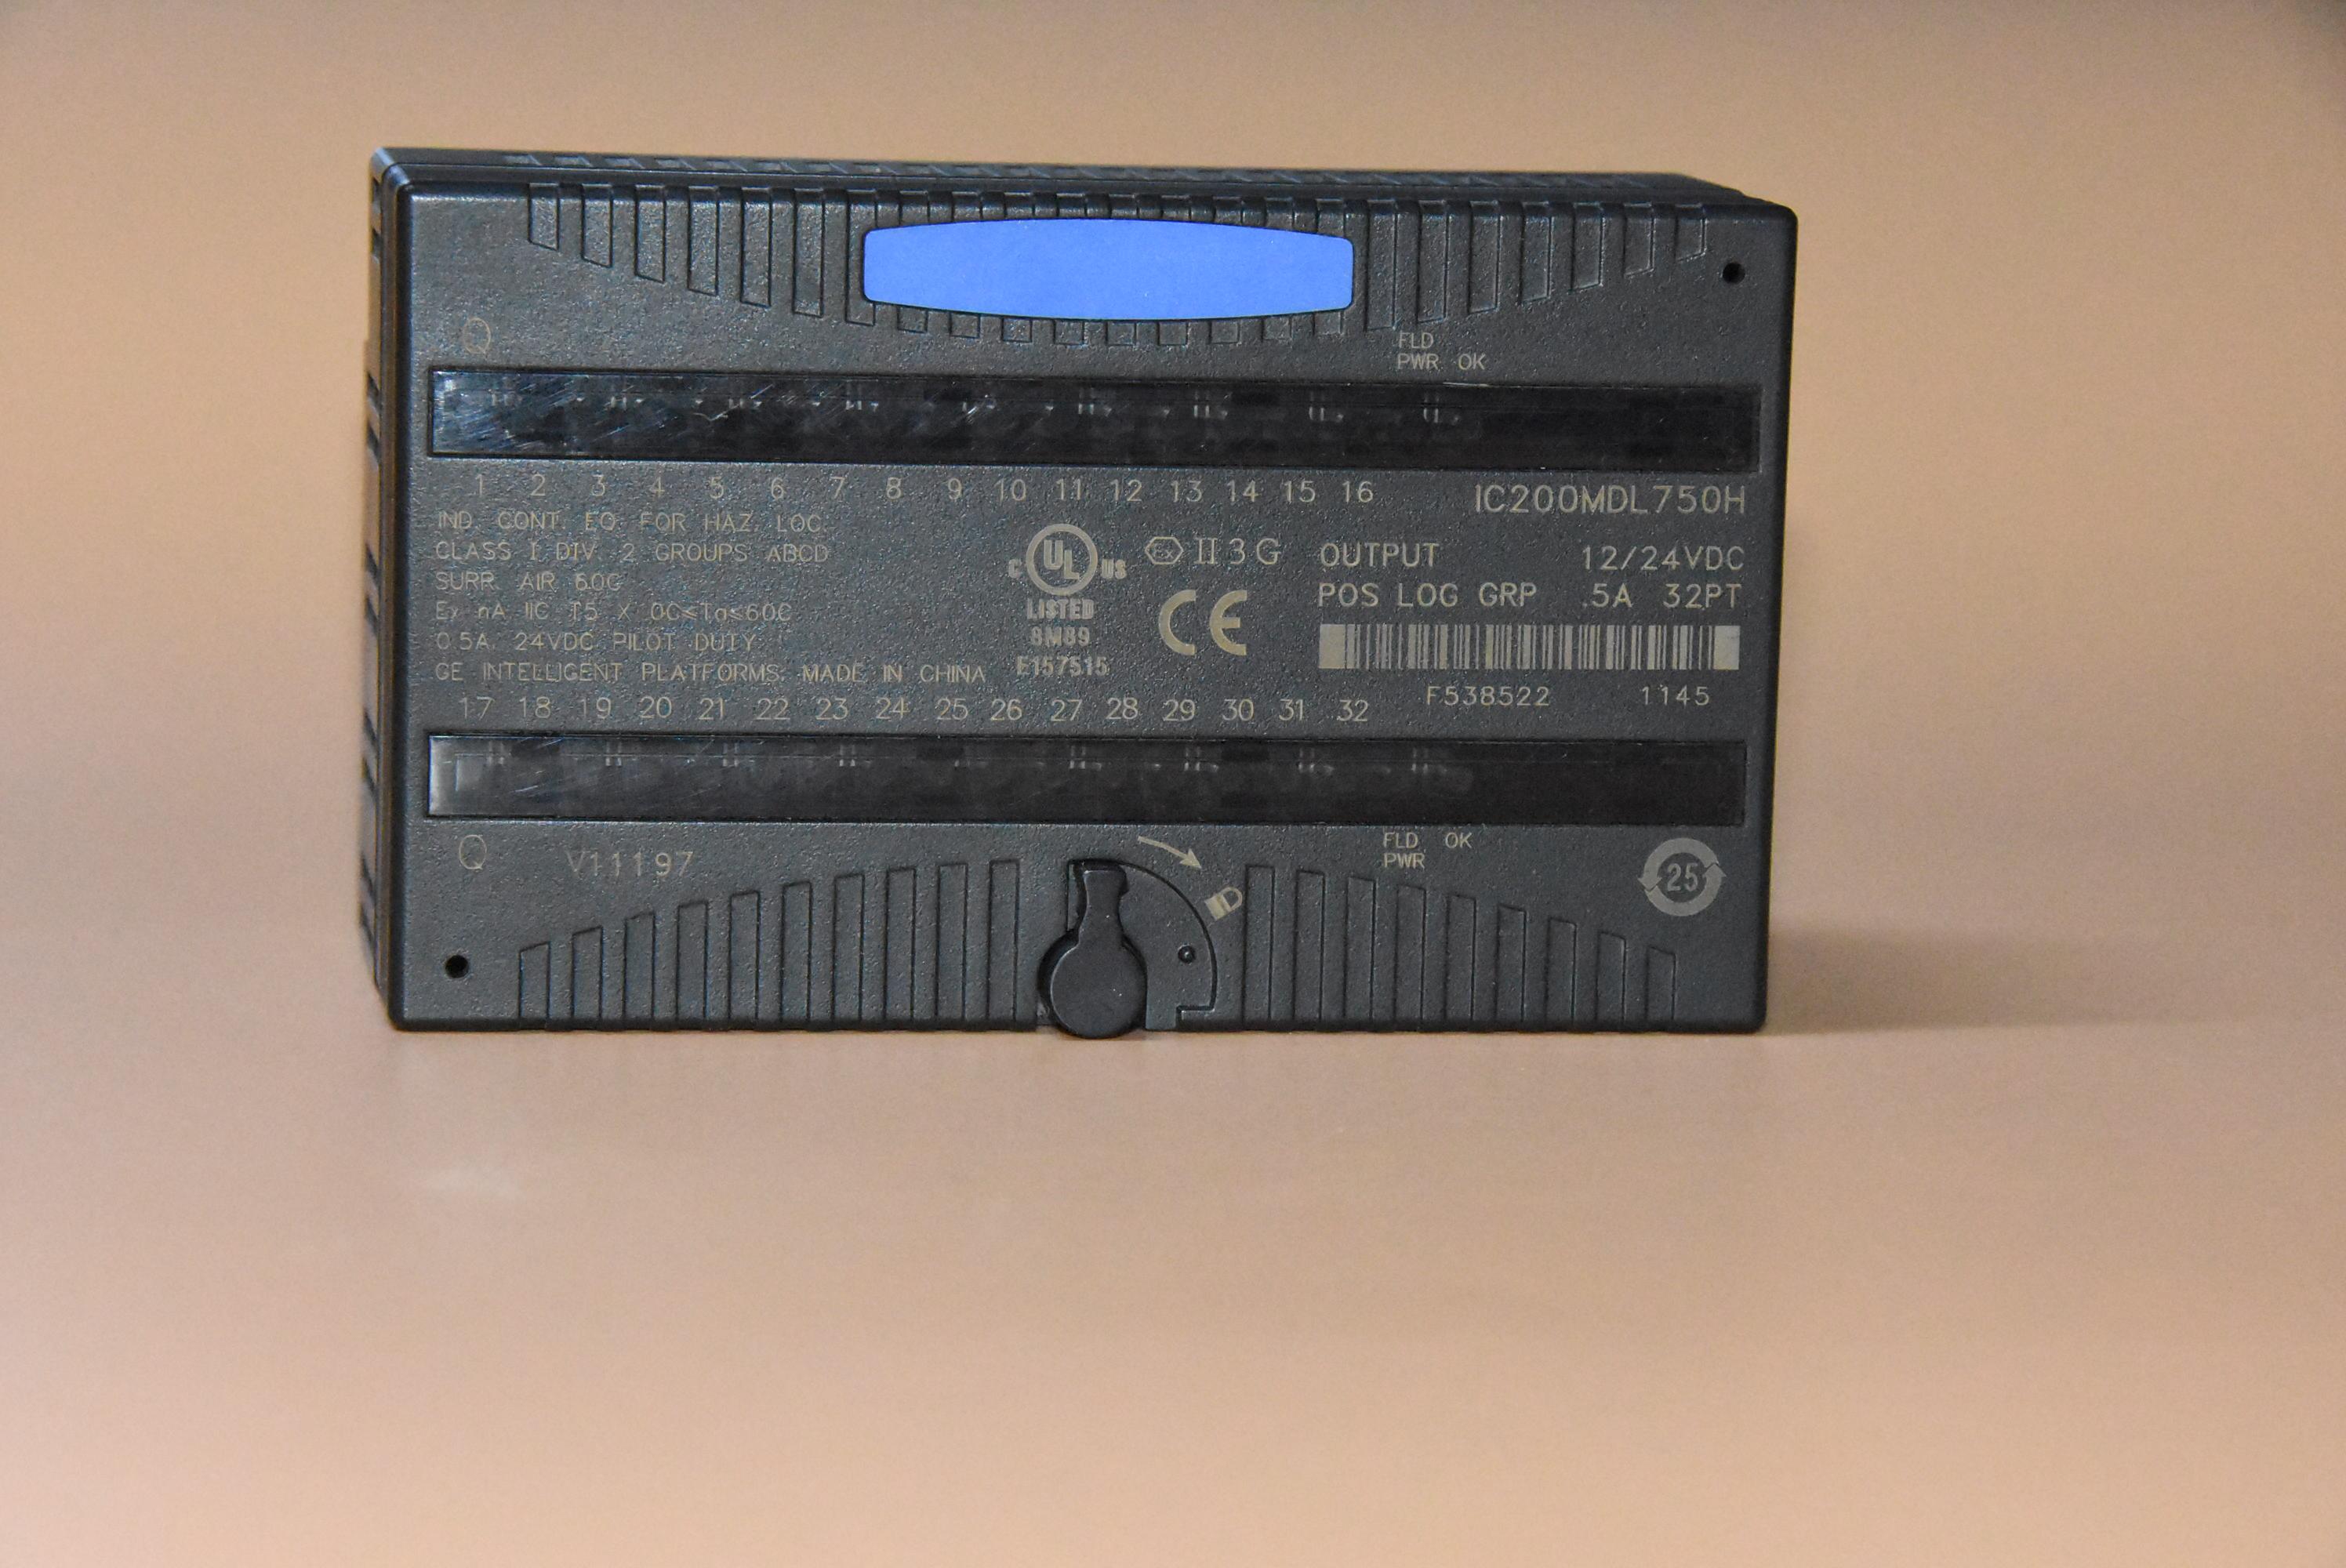 Q
FLD
PWR OK
1 2 3 4 5 6 7 8 9 10 11 12 13 14 15 16
IC200MDL750H
IND. CONT. EQ. FOR HAZ. LOC.
CLASS I DIV. 2 GROUPS ABCD
SURR. AIR 60C
Ex nA IIC T5 X 0C≤Ta≤60C
0.5A, 24VDC PILOT DUTY
GE INTELLIGENT PLATFORMS. MADE IN CHINA
C UL US
LISTED
8M89
E157515
Ex II 3 G
CE
OUTPUT 12/24VDC
POS LOG GRP .5A 32PT
F538522 1145
17 18 19 20 21 22 23 24 25 26 27 28 29 30 31 32
Q
V11197
FLD OK
PWR
25